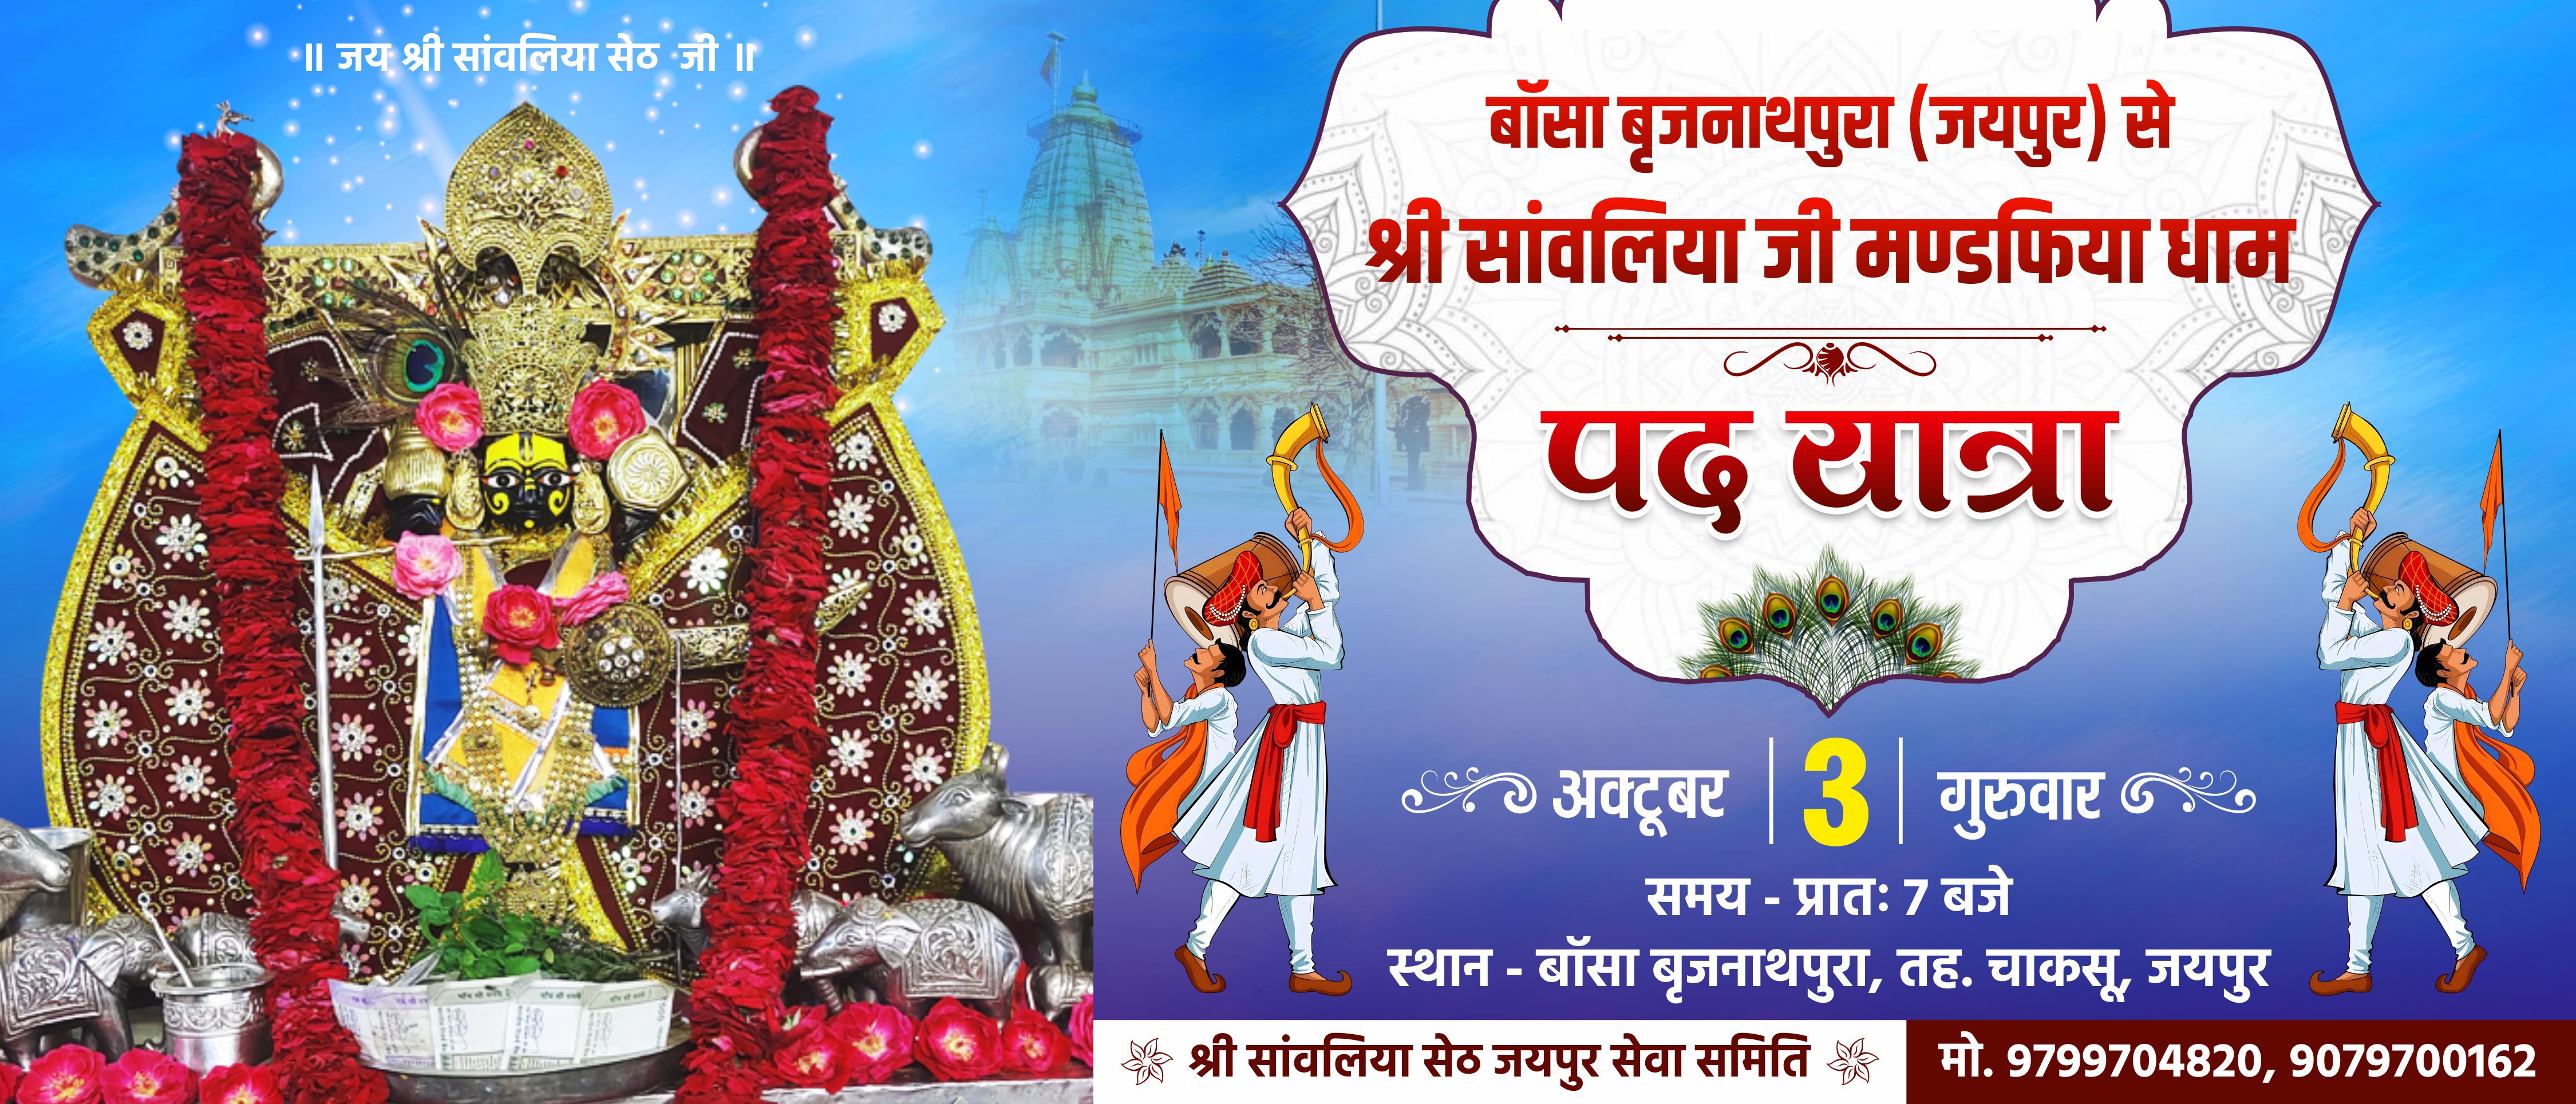 ॥ जय श्री सांवलिया सेठ जी ॥
बॉसा बृजनाथपुरा (जयपुर) से
श्री सांवलिया जी मण्डफिया धाम
पद यात्रा
अक्टूबर 3 गुरुवार
समय - प्रातः 7 बजे
स्थान - बॉसा बृजनाथपुरा, तह. चाकसू, जयपुर
श्री सांवलिया सेठ जयपुर सेवा समिति
मो. 9799704820, 9079700162